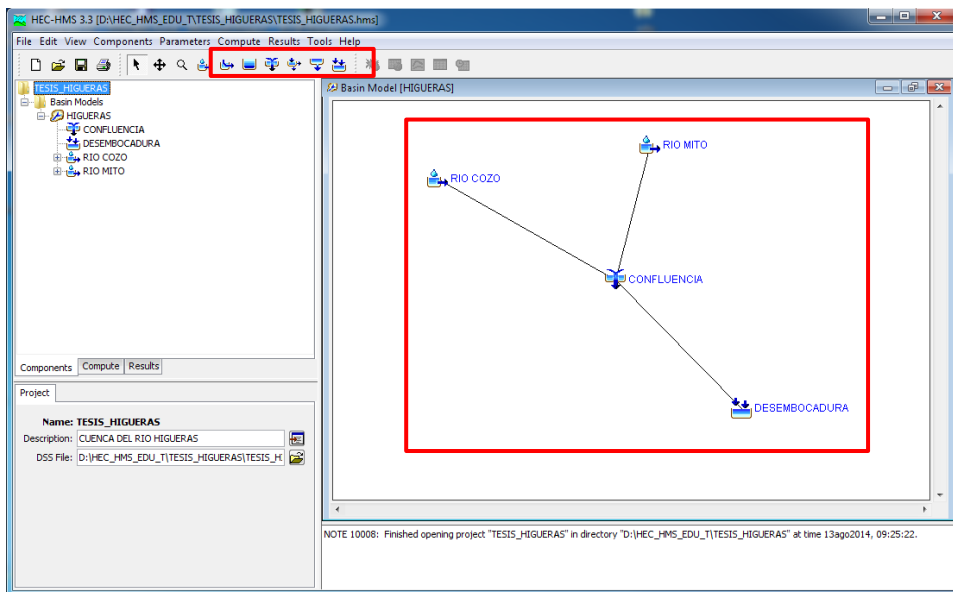 HEC-HMS 3.3 [D:\HEC_HMS_EDU_T\TESIS_HIGUERAS\TESIS_HIGUERAS.hms]
File Edit View Components Parameters Compute Results Tools Help
TESIS_HIGUERAS
Basin Models
HIGUERAS
CONFLUENCIA
DESEMBOCADURA
RIO COZO
RIO MITO
Components Compute Results
Project
Name: TESIS_HIGUERAS
Description: CUENCA DEL RIO HIGUERAS
DSS File: D:\HEC_HMS_EDU_T\TESIS_HIGUERAS\TESIS_H
Basin Model [HIGUERAS]
RIO MITO
RIO COZO
CONFLUENCIA
DESEMBOCADURA
NOTE 10008: Finished opening project "TESIS_HIGUERAS" in directory "D:\HEC_HMS_EDU_T\TESIS_HIGUERAS" at time 13ago2014, 09:25:22.